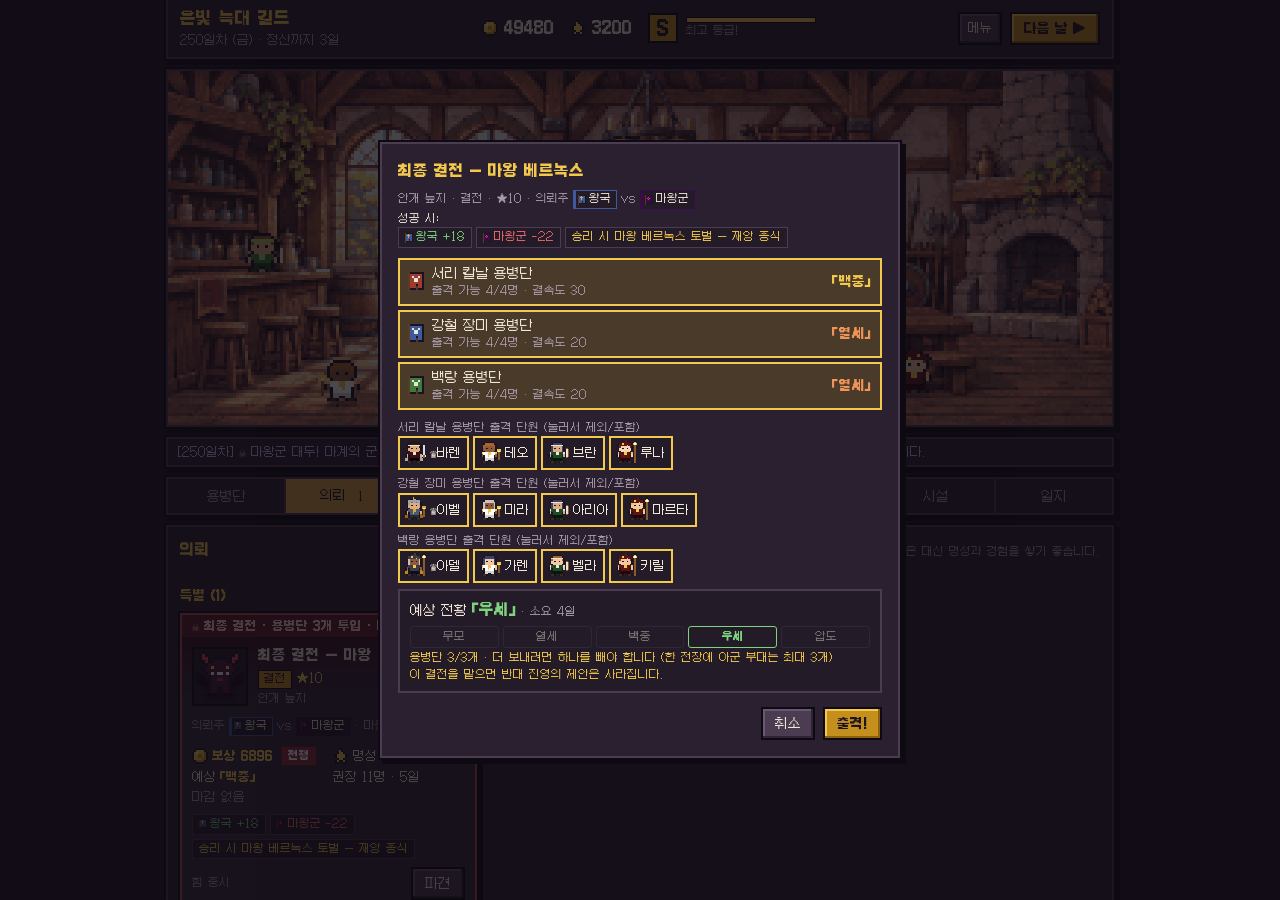 은빛 늑대 길드
250일차 (금) · 정산까지 3일
49480
3200
S
최고 등급!
메뉴
다음 날 ▶
최종 결전 — 마왕 베르녹스
안개 늪지 · 결전 · ★10 · 의뢰주 왕국 vs 마왕군
성공 시:
왕국 +18
마왕군 -22
승리 시 마왕 베르녹스 토벌 — 재앙 종식
서리 칼날 용병단
출격 가능 4/4명 · 결속도 30
「백중」
강철 장미 용병단
출격 가능 4/4명 · 결속도 20
「열세」
백랑 용병단
출격 가능 4/4명 · 결속도 20
「열세」
서리 칼날 용병단 출격 단원 (눌러서 제외/포함)
바렌
테오
브란
루나
강철 장미 용병단 출격 단원 (눌러서 제외/포함)
이벨
미라
아리아
마르타
백랑 용병단 출격 단원 (눌러서 제외/포함)
아델
가렌
벨라
키릴
예상 전황 「우세」 · 소요 4일
무모
열세
백중
우세
압도
용병단 3/3개 · 더 보내려면 하나를 빼야 합니다 (한 전장에 아군 부대는 최대 3개)
이 결전을 맡으면 반대 진영의 제안은 사라집니다.
취소
출격!
[250일차] 마왕군 대두! 마계의 군
다.
용병단
의뢰 1
시설
일지
의뢰
은 대신 명성과 경험을 쌓기 좋습니다.
특별 (1)
최종 결전 · 용병단 3개 투입 ·
최종 결전 — 마왕
결전 ★10
안개 늪지
의뢰주 왕국 vs 마왕군
보상 6896 전쟁
명성
예상 「백중」
권장 11명 · 5일
마감 없음
왕국 +18
마왕군 -22
승리 시 마왕 베르녹스 토벌 — 재앙 종식
힘 중시
파견